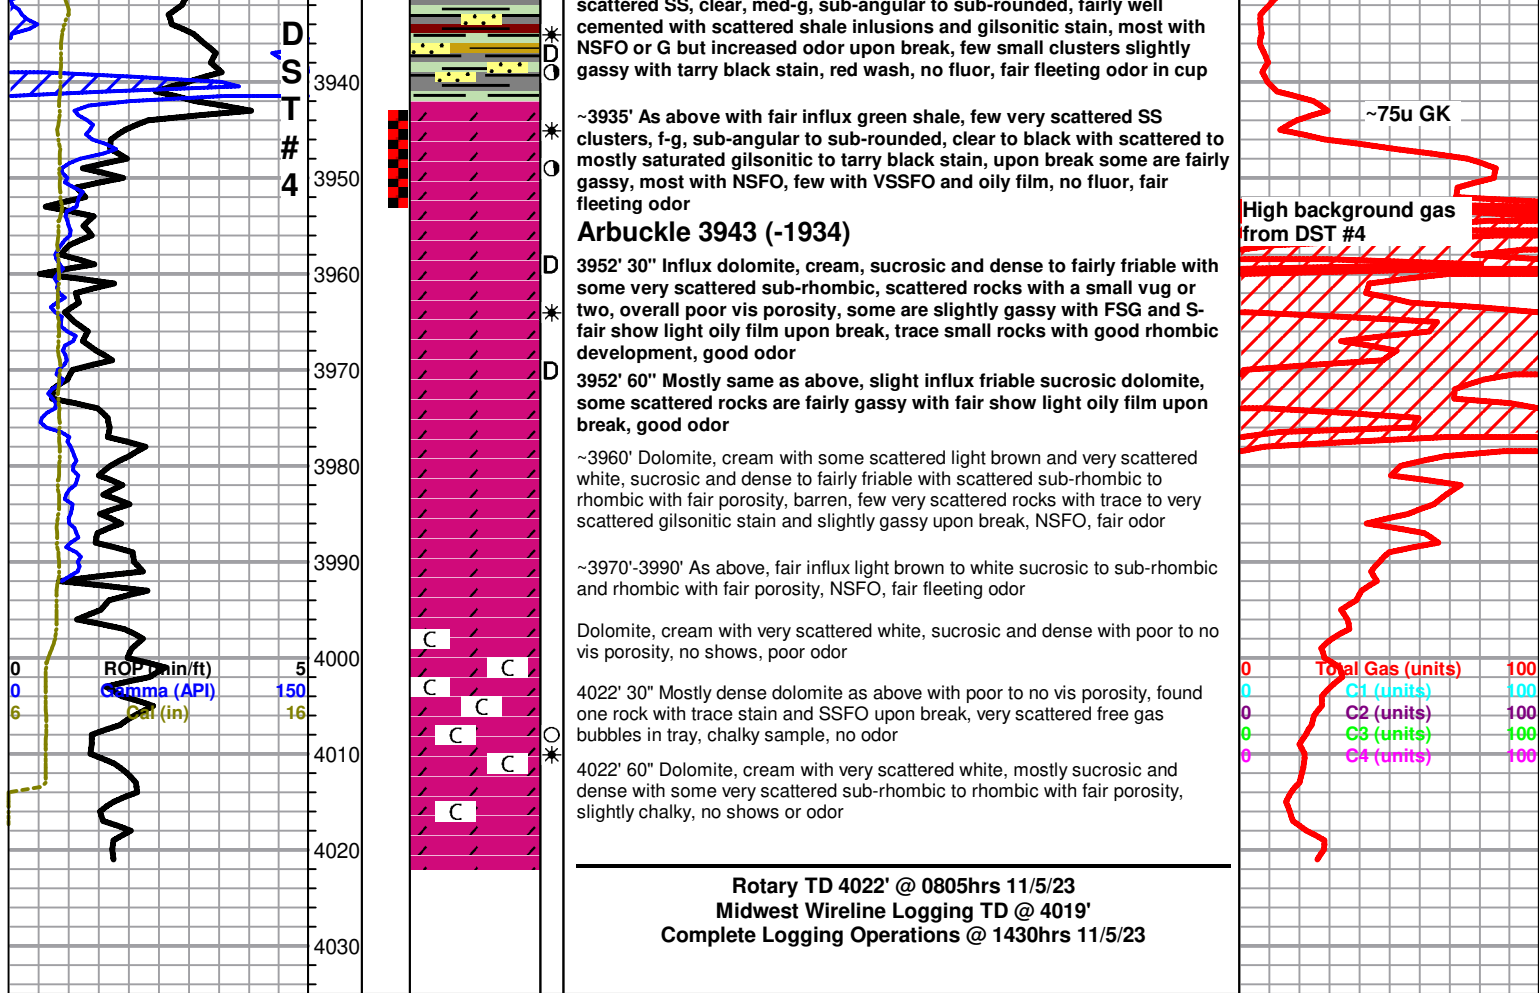 scattered SS, clear, med-g, sub-angular to sub-rounded, fairly well
cemented with scattered shale inlusions and gilsonitic stain, most with
NSFO or G but increased odor upon break, few small clusters slightly
gassy with tarry black stain, red wash, no fluor, fair fleeting odor in cup
~3935' As above with fair influx green shale, few very scattered SS
clusters, f-g, sub-angular to sub-rounded, clear to black with scattered to
mostly saturated gilsonitic to tarry black stain, upon break some are fairly
gassy, most with NSFO, few with VSSFO and oily film, no fluor, fair
fleeting odor
Arbuckle 3943 (-1934)
3952' 30" Influx dolomite, cream, sucrosic and dense to fairly friable with
some very scattered sub-rhombic, scattered rocks with a small vug or
two, overall poor vis porosity, some are slightly gassy with FSG and S-
fair show light oily film upon break, trace small rocks with good rhombic
development, good odor
3952' 60" Mostly same as above, slight influx friable sucrosic dolomite,
some scattered rocks are fairly gassy with fair show light oily film upon
break, good odor
~3960' Dolomite, cream with some scattered light brown and very scattered
white, sucrosic and dense to fairly friable with scattered sub-rhombic to
rhombic with fair porosity, barren, few very scattered rocks with trace to very
scattered gilsonitic stain and slightly gassy upon break, NSFO, fair odor
~3970'-3990' As above, fair influx light brown to white sucrosic to sub-rhombic
and rhombic with fair porosity, NSFO, fair fleeting odor
Dolomite, cream with very scattered white, sucrosic and dense with poor to no
vis porosity, no shows, poor odor
4022' 30" Mostly dense dolomite as above with poor to no vis porosity, found
one rock with trace stain and SSFO upon break, very scattered free gas
bubbles in tray, chalky sample, no odor
4022' 60" Dolomite, cream with very scattered white, mostly sucrosic and
dense with some very scattered sub-rhombic to rhombic with fair porosity,
slightly chalky, no shows or odor
Rotary TD 4022' @ 0805hrs 11/5/23
Midwest Wireline Logging TD @ 4019'
Complete Logging Operations @ 1430hrs 11/5/23
D
S
T
#
4
3940
3950
3960
3970
3980
3990
4000
4010
4020
4030
0 ROP (min/ft) 5
0 Gamma (API) 150
6 Cal (in) 16
D
D
D
C
C
C
C
C
C
C
~75u GK
High background gas
from DST #4
0 Total Gas (units) 100
0 C1 (units) 100
0 C2 (units) 100
0 C3 (units) 100
0 C4 (units) 100